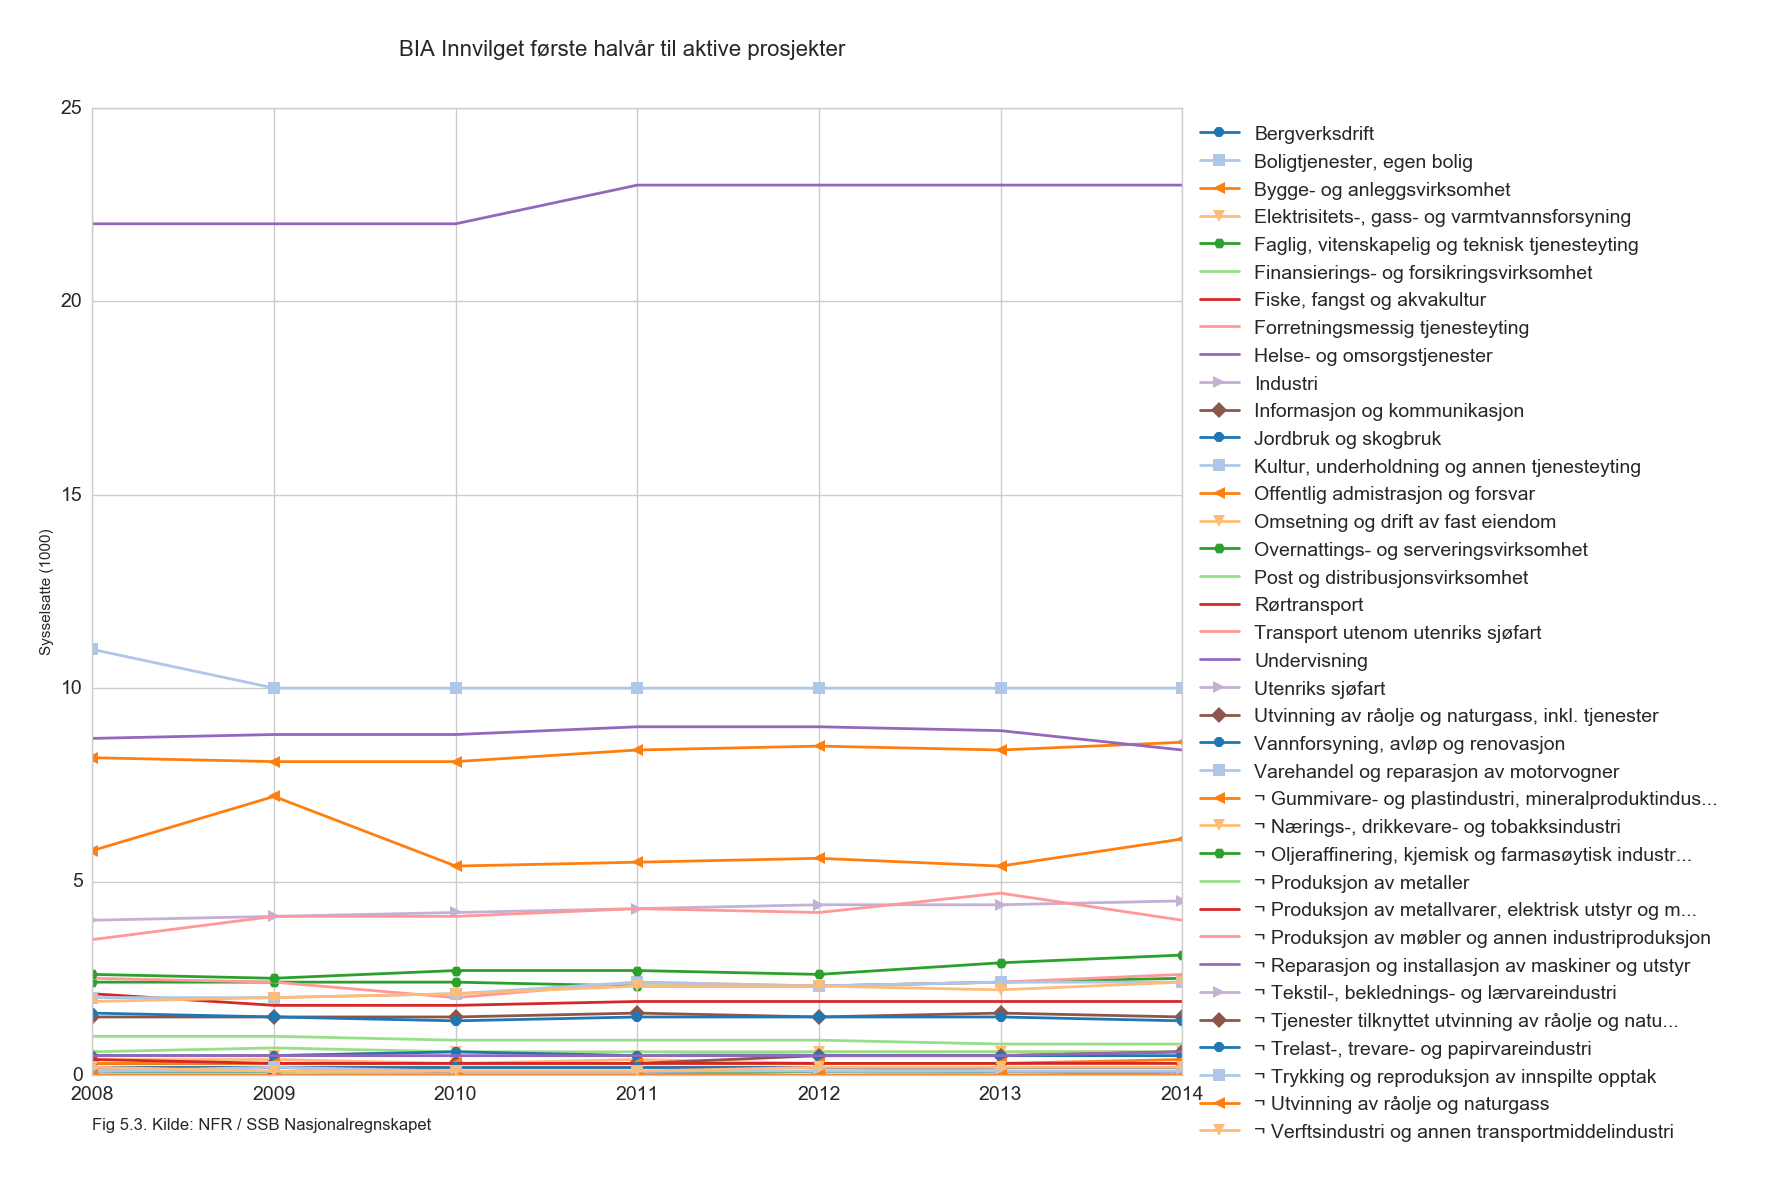 BIA Innvilget første halvår til aktive prosjekter
25
20
15
10
5
0
Sysselsatte (1000)
2008 2009 2010 2011 2012 2013 2014
Fig 5.3. Kilde: NFR / SSB Nasjonalregnskapet
Bergverksdrift
Boligtjenester, egen bolig
Bygge- og anleggsvirksomhet
Elektrisitets-, gass- og varmtvannsforsyning
Faglig, vitenskapelig og teknisk tjenesteyting
Finansierings- og forsikringsvirksomhet
Fiske, fangst og akvakultur
Forretningsmessig tjenesteyting
Helse- og omsorgstjenester
Industri
Informasjon og kommunikasjon
Jordbruk og skogbruk
Kultur, underholdning og annen tjenesteyting
Offentlig admistrasjon og forsvar
Omsetning og drift av fast eiendom
Overnattings- og serveringsvirksomhet
Post og distribusjonsvirksomhet
Rørtransport
Transport utenom utenriks sjøfart
Undervisning
Utenriks sjøfart
Utvinning av råolje og naturgass, inkl. tjenester
Vannforsyning, avløp og renovasjon
Varehandel og reparasjon av motorvogner
¬ Gummivare- og plastindustri, mineralproduktindus...
¬ Nærings-, drikkevare- og tobakksindustri
¬ Oljeraffinering, kjemisk og farmasøytisk industr...
¬ Produksjon av metaller
¬ Produksjon av metallvarer, elektrisk utstyr og m...
¬ Produksjon av møbler og annen industriproduksjon
¬ Reparasjon og installasjon av maskiner og utstyr
¬ Tekstil-, beklednings- og lærvareindustri
¬ Tjenester tilknyttet utvinning av råolje og natu...
¬ Trelast-, trevare- og papirvareindustri
¬ Trykking og reproduksjon av innspilte opptak
¬ Utvinning av råolje og naturgass
¬ Verftsindustri og annen transportmiddelindustri